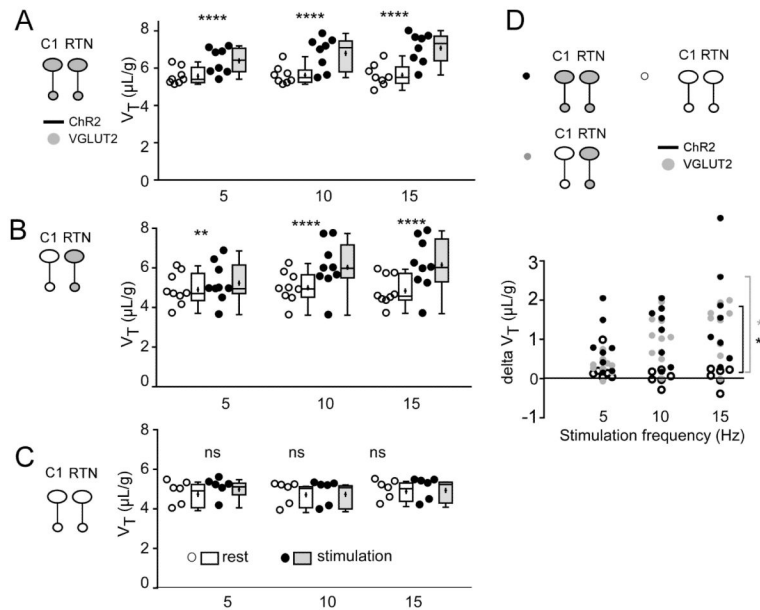 A
C1 RTN
ChR2
VGLUT2
V_T (µL/g)
8
6
4
2
0
****
****
****
5
10
15
B
C1 RTN
V_T (µL/g)
8
6
4
2
0
**
****
****
5
10
15
C
C1 RTN
V_T (µL/g)
8
6
4
2
0
ns
ns
ns
rest
stimulation
5
10
15
D
C1 RTN
C1 RTN
C1 RTN
ChR2
VGLUT2
delta V_T (µL/g)
3
2
1
0
-1
*
*
5
10
15
Stimulation frequency (Hz)